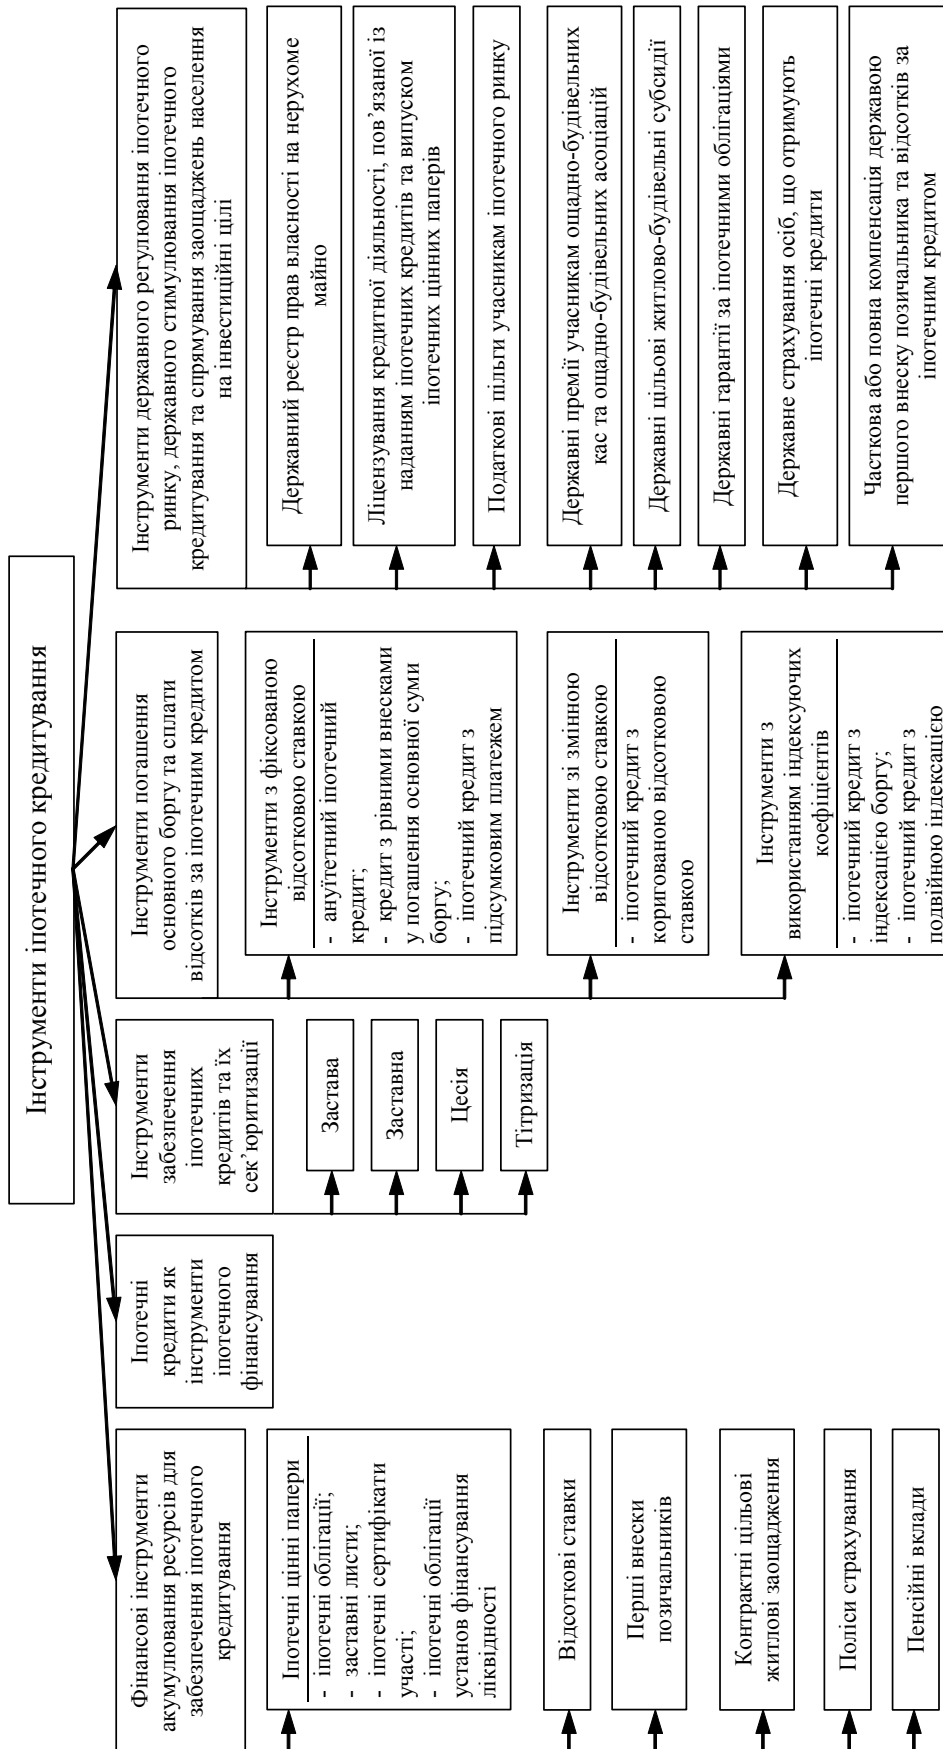 Інструменти іпотечного кредитування
Фінансові інструменти
акумулювання ресурсів для
забезпечення іпотечного
кредитування
Іпотечні цінні папери
- іпотечні облігації;
- заставні листи;
- іпотечні сертифікати
участі;
- іпотечні облігації
установ фінансування
ліквідності
Відсоткові ставки
Перші внески
позичальників
Контрактні цільові
житлові заощадження
Поліси страхування
Пенсійні вклади
Іпотечні
кредити як
інструменти
іпотечного
фінансування
Інструменти
забезпечення
іпотечних
кредитів та їх
сек’юритизації
Застава
Заставна
Цесія
Тітризація
Інструменти погашення
основного боргу та сплати
відсотків за іпотечним кредитом
Інструменти з фіксованою
відсотковою ставкою
- ануїтетний іпотечний
кредит;
- кредит з рівними внесками
у погашення основної суми
боргу;
- іпотечний кредит з
підсумковим платежем
Інструменти зі змінною
відсотковою ставкою
- іпотечний кредит з
коригованою відсотковою
ставкою
Інструменти з
використанням індексуючих
коефіцієнтів
- іпотечний кредит з
індексацією боргу;
- іпотечний кредит з
подвійною індексацією
Інструменти державного регулювання іпотечного
ринку, державного стимулювання іпотечного
кредитування та спрямування заощаджень населення
на інвестиційні цілі
Державний реєстр прав власності на нерухоме
майно
Ліцензування кредитної діяльності, пов’язаної із
наданням іпотечних кредитів та випуском
іпотечних цінних паперів
Податкові пільги учасникам іпотечного ринку
Державні премії учасникам ощадно-будівельних
кас та ощадно-будівельних асоціацій
Державні цільові житлово-будівельні субсидії
Державні гарантії за іпотечними облігаціями
Державне страхування осіб, що отримують
іпотечні кредити
Часткова або повна компенсація державою
першого внеску позичальника та відсотків за
іпотечним кредитом